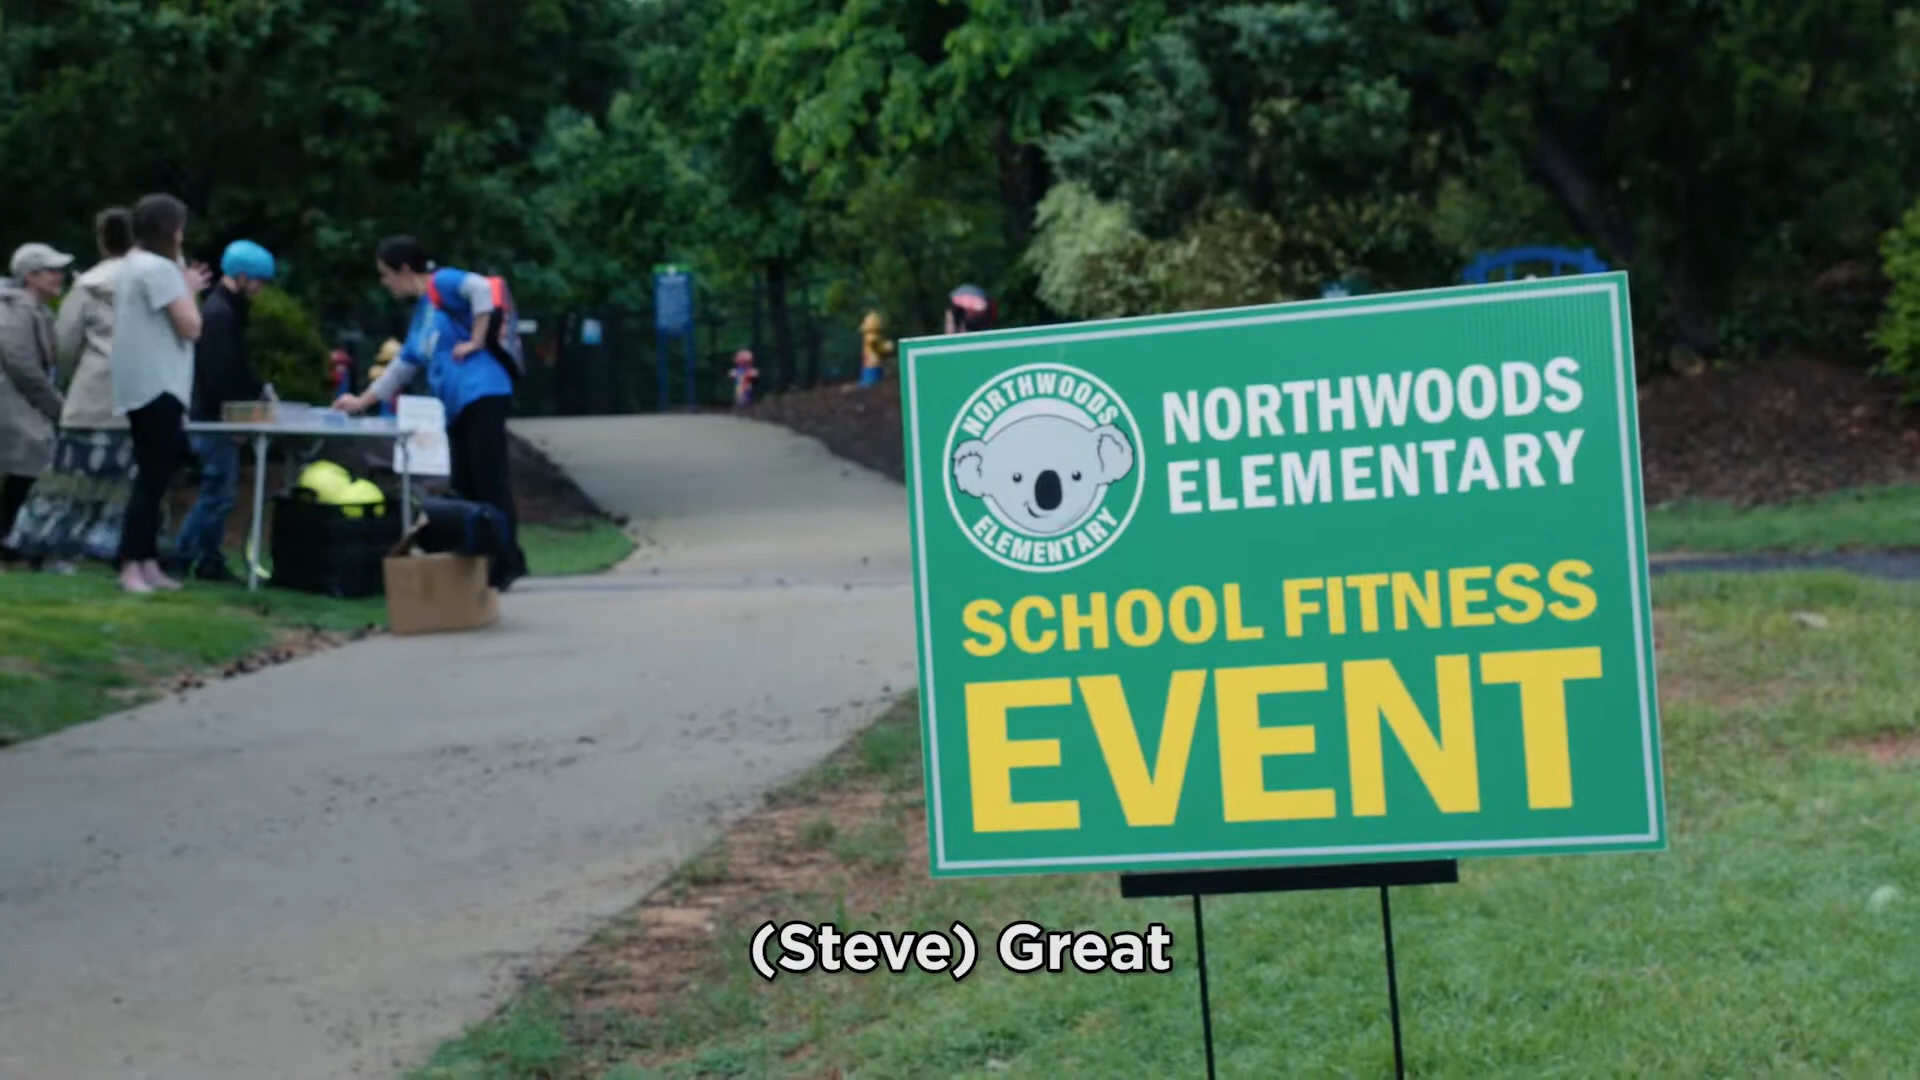 NORTHWOODS
ELEMENTARY
NORTHWOODS
ELEMENTARY
SCHOOL FITNESS
EVENT
(Steve) Great